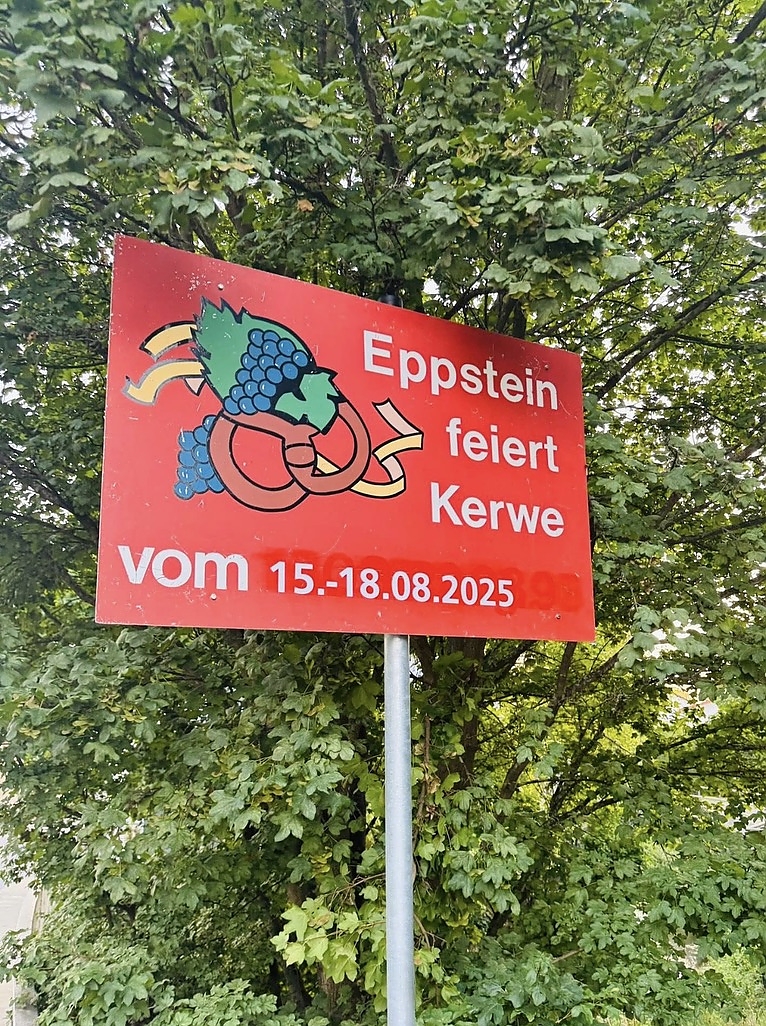 Eppstein
feiert
Kerwe
vom 15.-18.08.2025